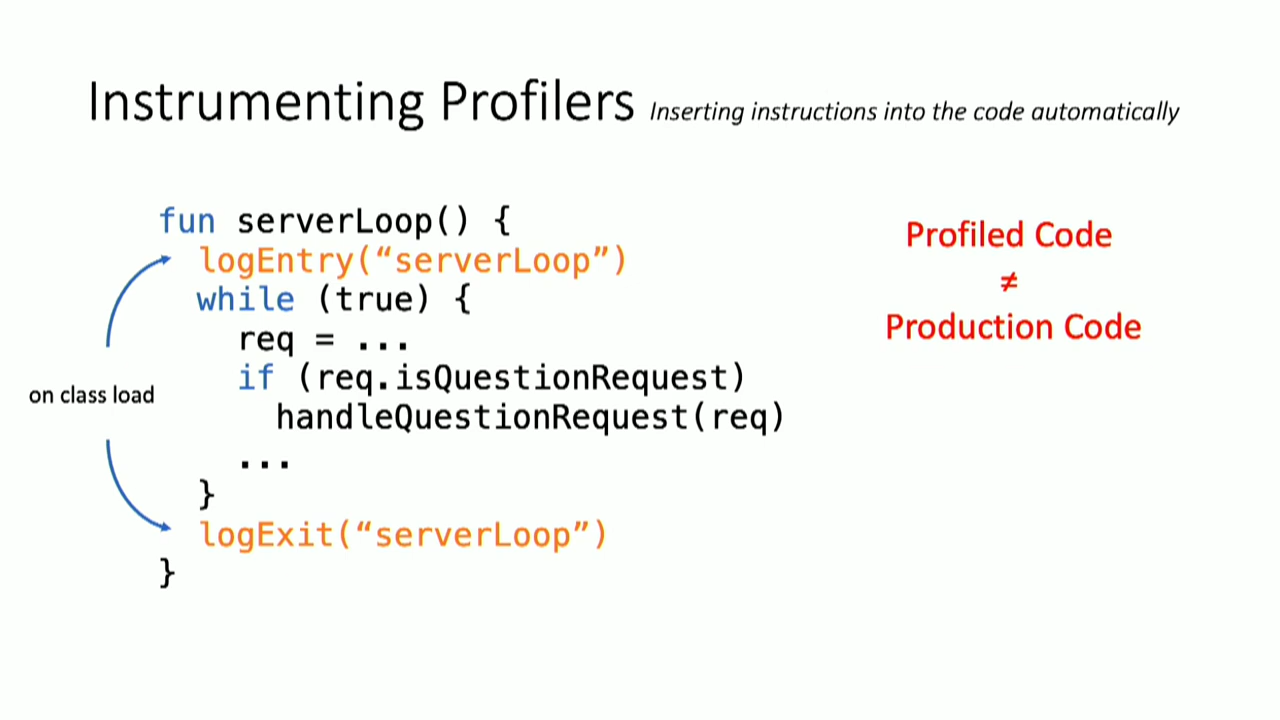 Instrumenting Profilers Inserting instructions into the code automatically
fun serverLoop() {
logEntry(“serverLoop”)
while (true) {
req = ...
if (req.isQuestionRequest)
handleQuestionRequest(req)
...
}
logExit(“serverLoop”)
}
on class load
Profiled Code
≠
Production Code